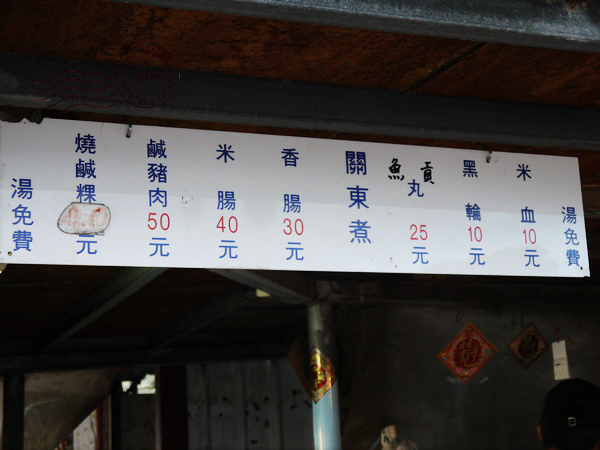 湯免費
米血 10元
黑輪 10元
魚貢丸 25元
關東煮
香腸 30元
米腸 40元
鹹豬肉 50元
燒鹹粿 元
湯免費